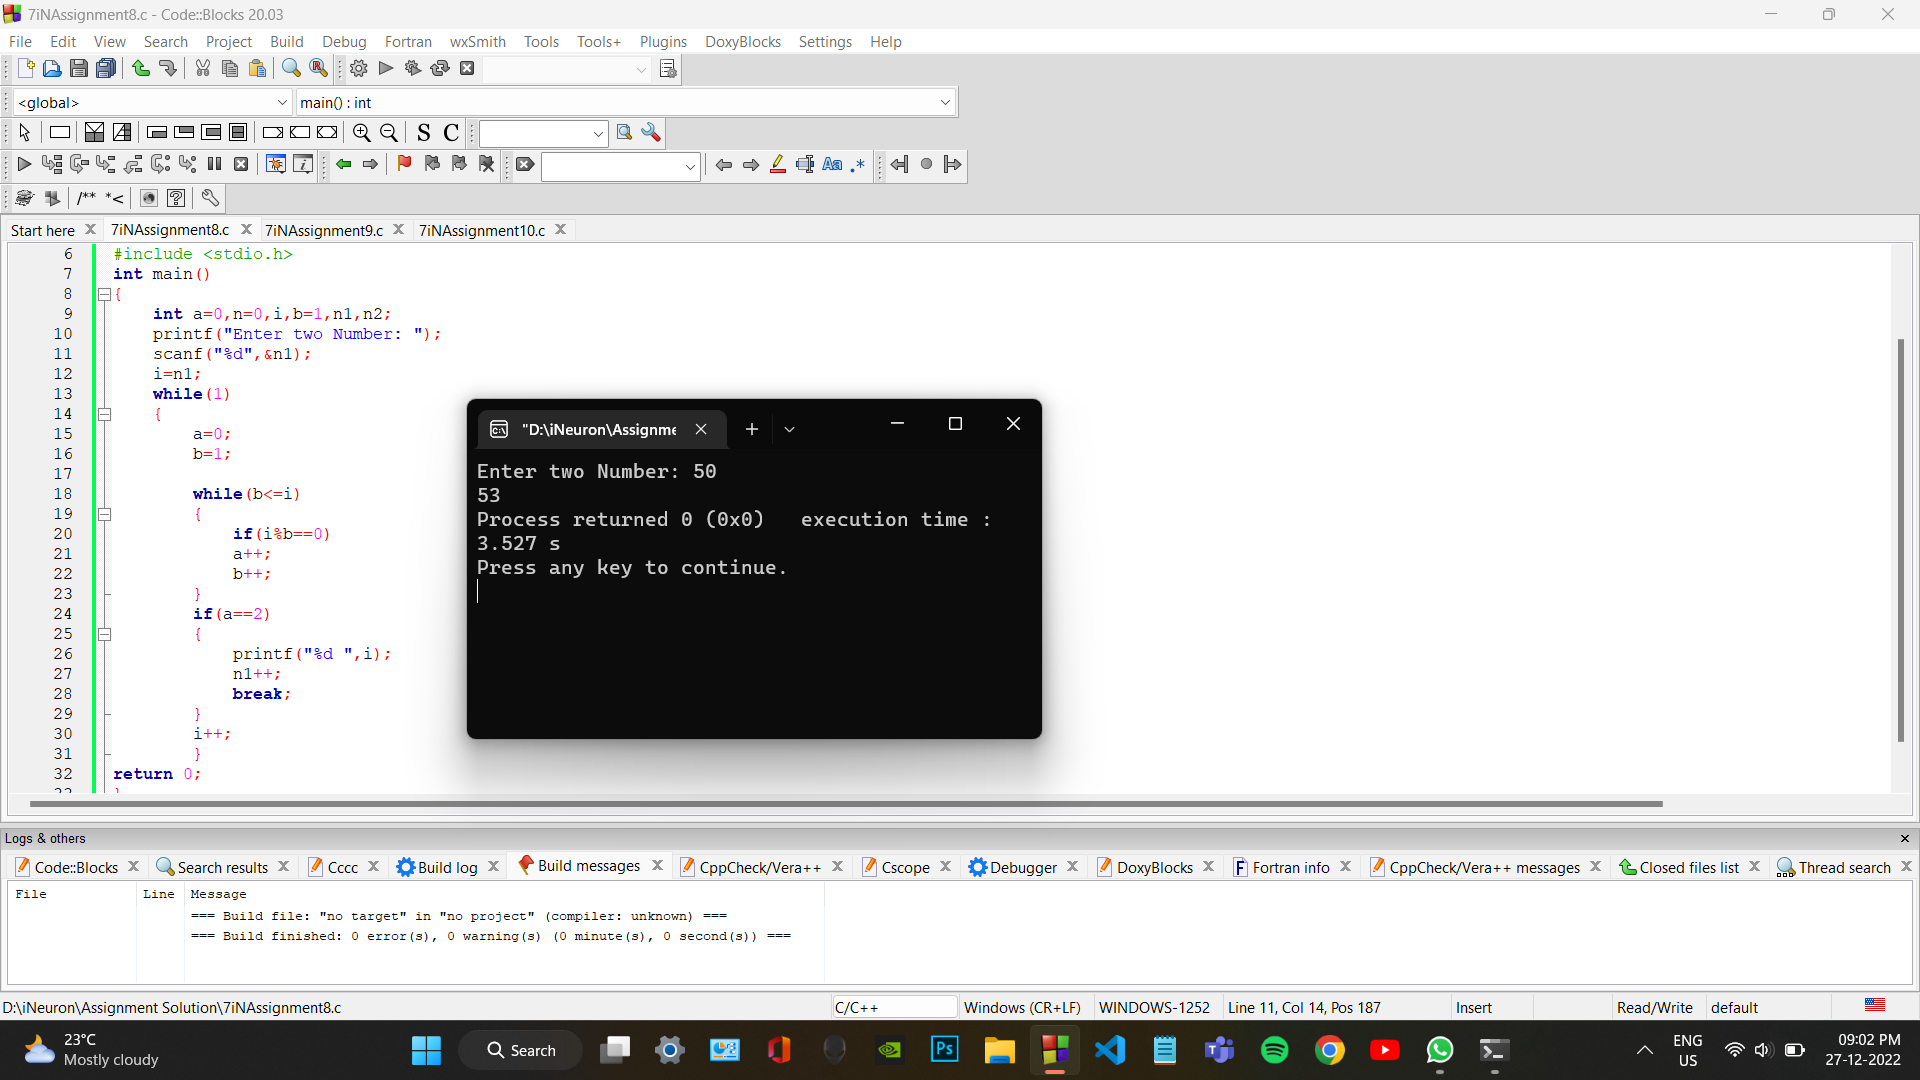 7iNAssignment8.c - Code::Blocks 20.03
File Edit View Search Project Build Debug Fortran wxSmith Tools Tools+ Plugins DoxyBlocks Settings Help
<global> main() : int
S C
Aa .*
/** *<
Start here 7iNAssignment8.c 7iNAssignment9.c 7iNAssignment10.c
6 #include <stdio.h>
7 int main()
8 {
9 int a=0,n=0,i,b=1,n1,n2;
10 printf("Enter two Number: ");
11 scanf("%d",&n1);
12 i=n1;
13 while(1)
14 {
15 a=0;
16 b=1;
17
18 while(b<=i)
19 {
20 if(i%b==0)
21 a++;
22 b++;
23 }
24 if(a==2)
25 {
26 printf("%d ",i);
27 n1++;
28 break;
29 }
30 i++;
31 }
32 return 0;
"D:\iNeuron\Assignme
Enter two Number: 50
53
Process returned 0 (0x0)   execution time :
3.527 s
Press any key to continue.
Logs & others
Code::Blocks Search results Cccc Build log Build messages CppCheck/Vera++ Cscope Debugger DoxyBlocks Fortran info CppCheck/Vera++ messages Closed files list Thread search
File Line Message
=== Build file: "no target" in "no project" (compiler: unknown) ===
=== Build finished: 0 error(s), 0 warning(s) (0 minute(s), 0 second(s)) ===
D:\iNeuron\Assignment Solution\7iNAssignment8.c C/C++ Windows (CR+LF) WINDOWS-1252 Line 11, Col 14, Pos 187 Insert Read/Write default
23°C
Mostly cloudy
Search
Ps
ENG
US
09:02 PM
27-12-2022